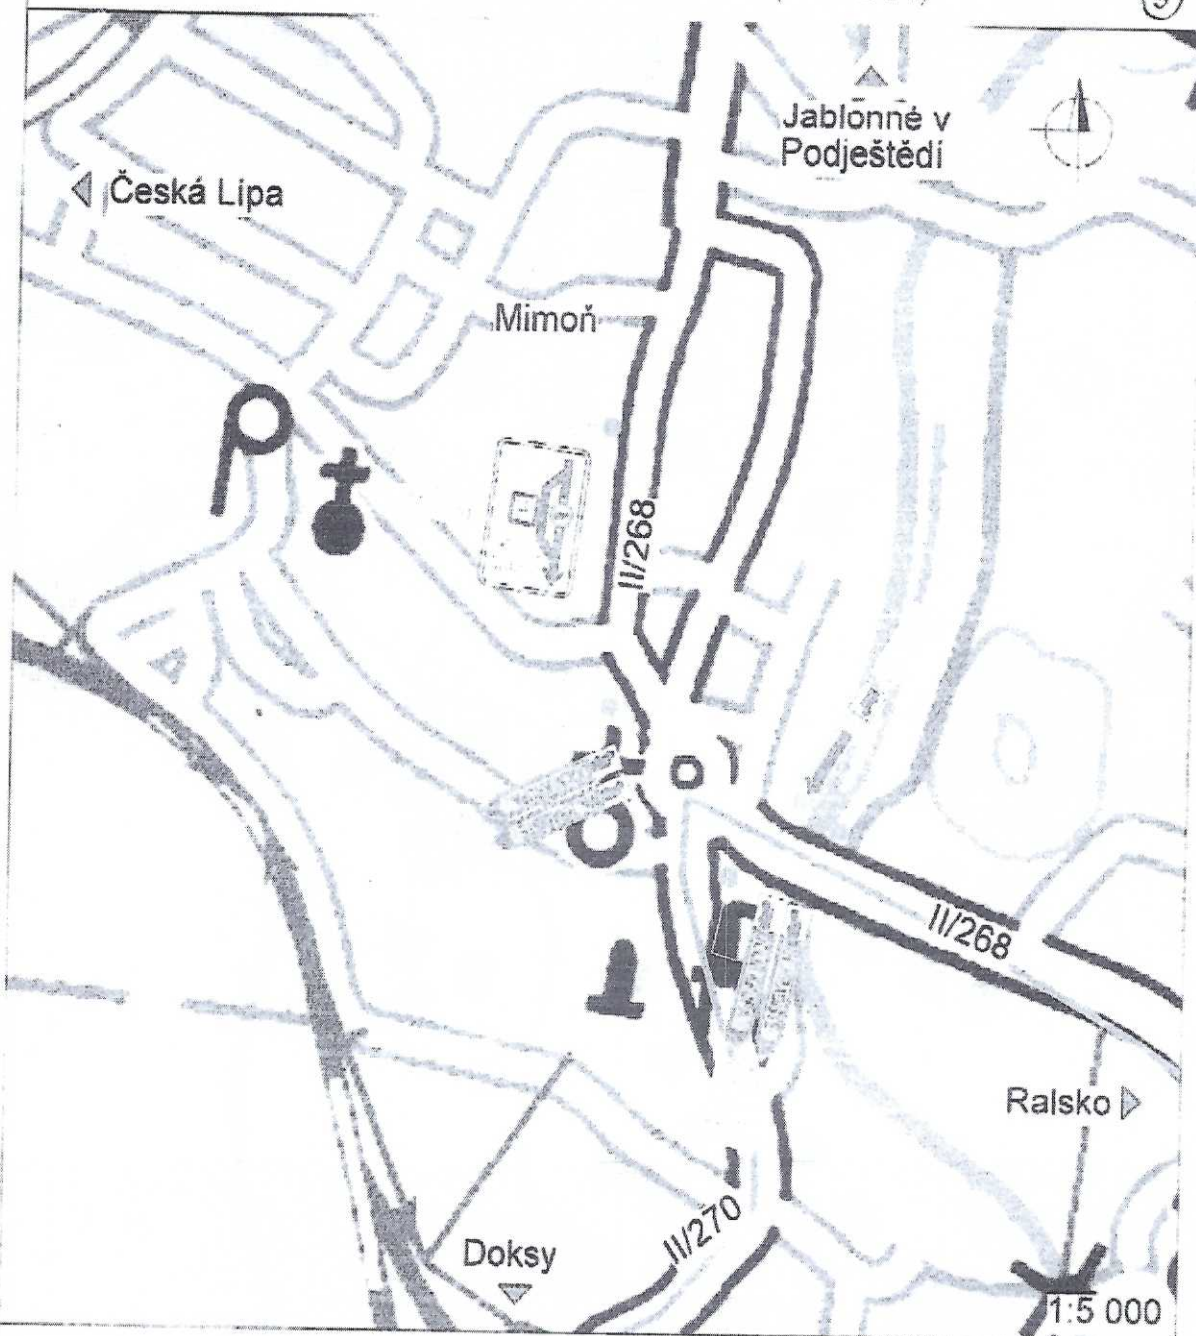 Jablonné v
Podještědí
Česká Lípa
Mimoň
II/268
II/268
Ralsko
II/270
Doksy
1:5 000